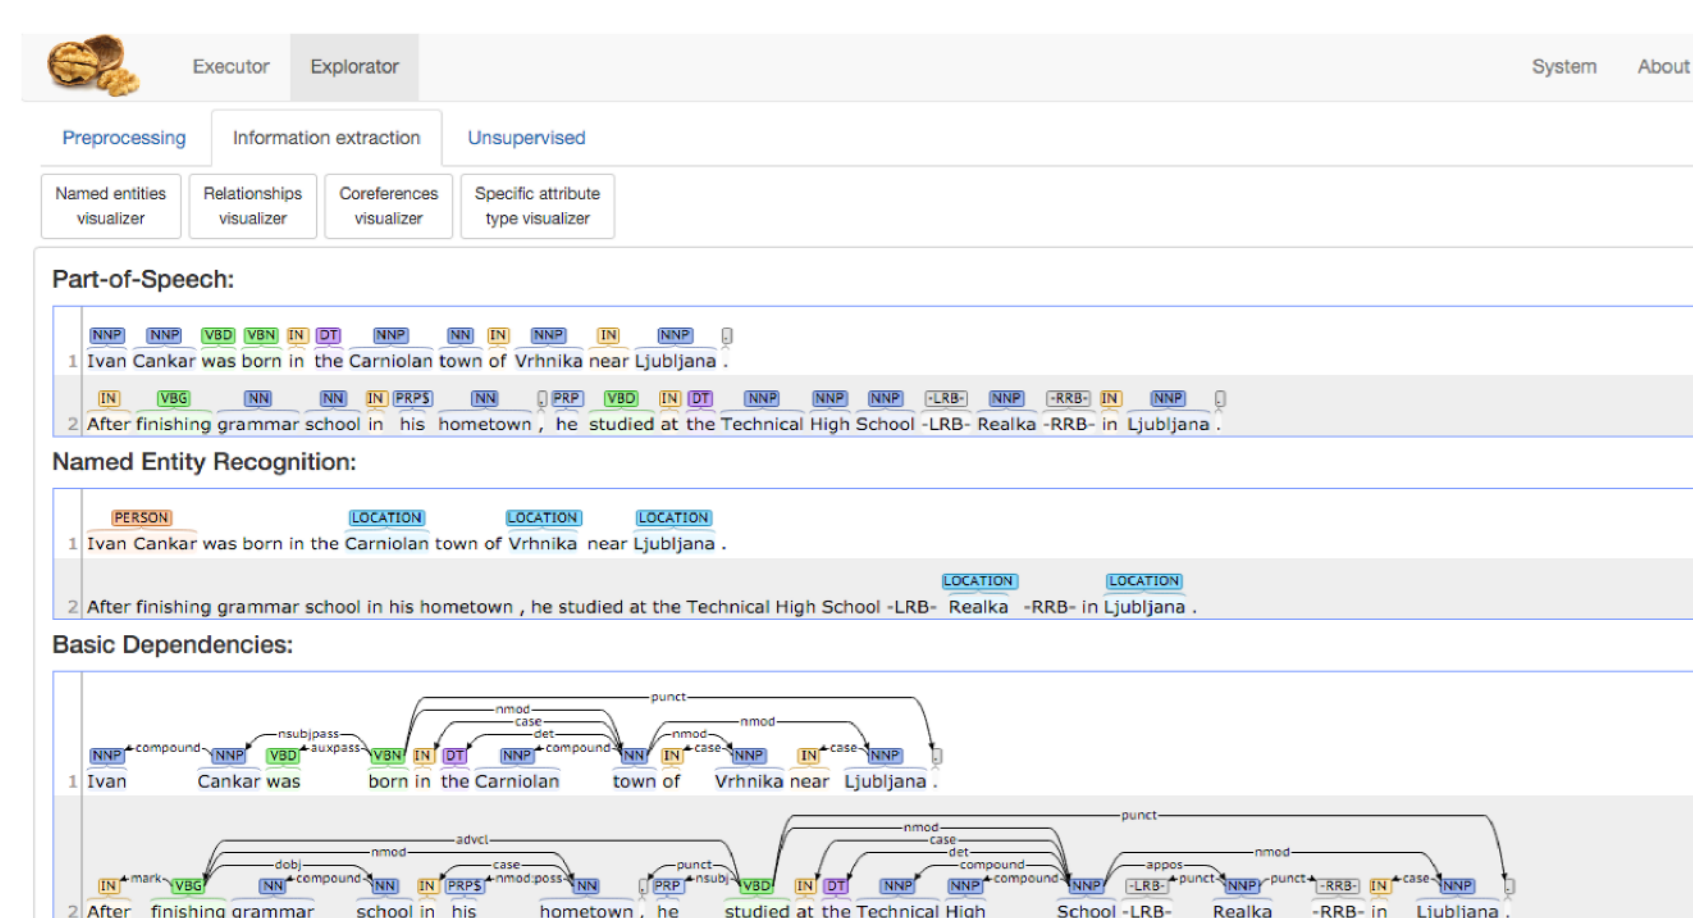 Executor Explorator System About
Preprocessing Information extraction Unsupervised
Named entities visualizer Relationships visualizer Coreferences visualizer Specific attribute type visualizer
Part-of-Speech:
NNP NNP VBD VBN IN DT NNP NN IN NNP IN NNP .
1 Ivan Cankar was born in the Carniolan town of Vrhnika near Ljubljana .
IN VBG NN NN IN PRP$ NN , PRP VBD IN DT NNP NNP NNP -LRB- NNP -RRB- IN NNP .
2 After finishing grammar school in his hometown , he studied at the Technical High School -LRB- Realka -RRB- in Ljubljana .
Named Entity Recognition:
PERSON LOCATION LOCATION LOCATION
1 Ivan Cankar was born in the Carniolan town of Vrhnika near Ljubljana .
LOCATION LOCATION
2 After finishing grammar school in his hometown , he studied at the Technical High School -LRB- Realka -RRB- in Ljubljana .
Basic Dependencies:
punct
nmod
case nmod
nsubjpass det nmod
compound auxpass compound case case
NNP NNP VBD VBN IN DT NNP NN IN NNP IN NNP .
1 Ivan Cankar was born in the Carniolan town of Vrhnika near Ljubljana .
punct
nmod
advcl case
nmod det nmod
dobj case punct compound appos
mark compound nmod:poss nsubj compound punct punct case
IN VBG NN NN IN PRP$ NN , PRP VBD IN DT NNP NNP NNP -LRB- NNP -RRB- IN NNP .
2 After finishing grammar school in his hometown , he studied at the Technical High School -LRB- Realka -RRB- in Ljubljana .